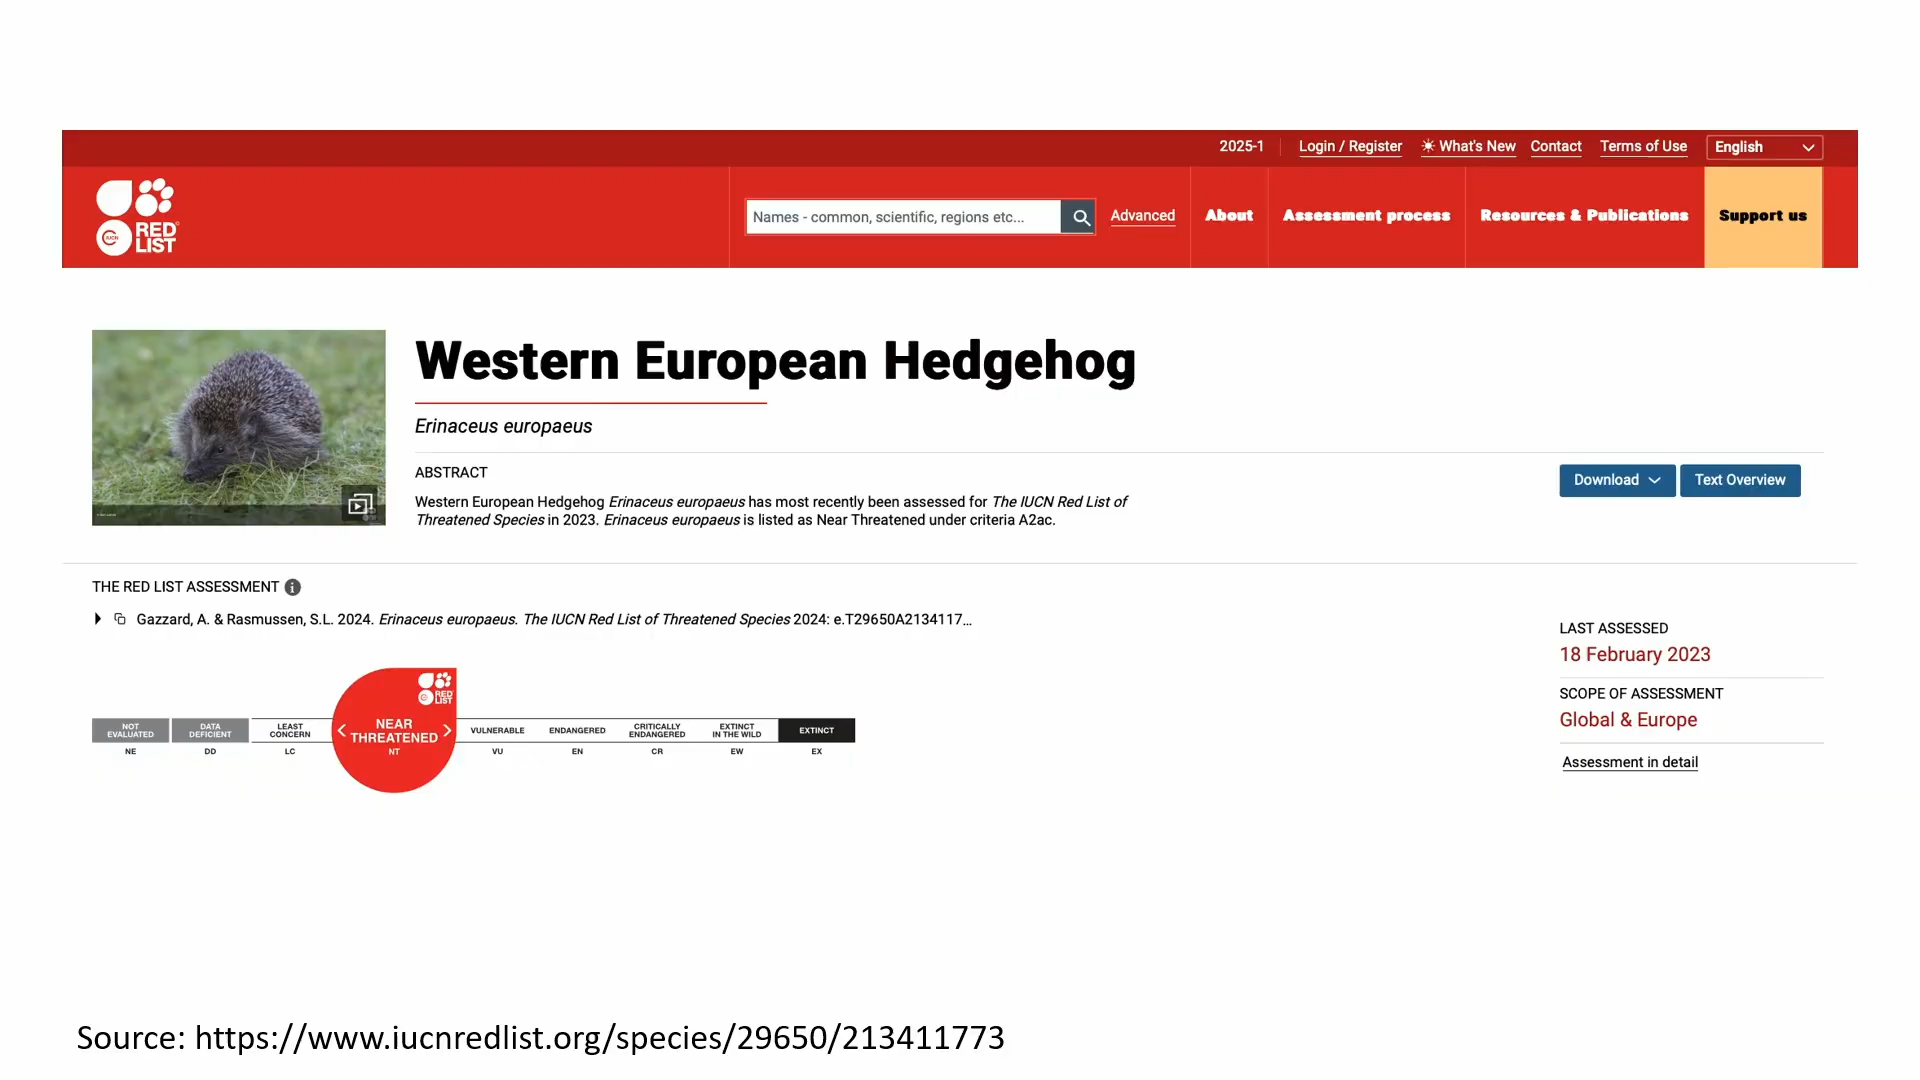 2025-1 Login / Register What's New Contact Terms of Use English
RED
LIST
IUCN
Names - common, scientific, regions etc...
Advanced
About
Assessment process
Resources & Publications
Support us
Western European Hedgehog
Erinaceus europaeus
ABSTRACT
Western European Hedgehog Erinaceus europaeus has most recently been assessed for The IUCN Red List of
Threatened Species in 2023. Erinaceus europaeus is listed as Near Threatened under criteria A2ac.
Download
Text Overview
THE RED LIST ASSESSMENT
Gazzard, A. & Rasmussen, S.L. 2024. Erinaceus europaeus. The IUCN Red List of Threatened Species 2024: e.T29650A2134117...
LAST ASSESSED
18 February 2023
SCOPE OF ASSESSMENT
Global & Europe
Assessment in detail
RED
LIST
NOT
EVALUATED
NE
DATA
DEFICIENT
DD
LEAST
CONCERN
LC
< NEAR
THREATENED >
NT
VULNERABLE
VU
ENDANGERED
EN
CRITICALLY
ENDANGERED
CR
EXTINCT
IN THE WILD
EW
EXTINCT
EX
Source: https://www.iucnredlist.org/species/29650/213411773